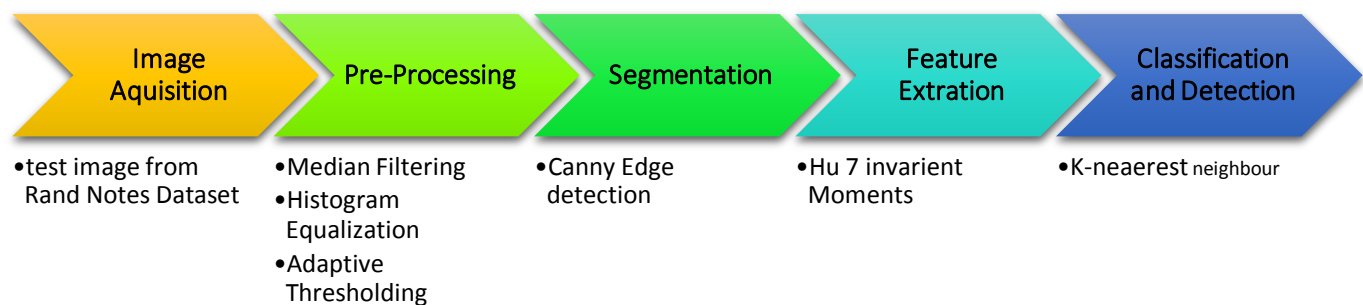 Image
Aquisition
Pre-Processing
Segmentation
Feature
Extration
Classification
and Detection
•test image from
Rand Notes Dataset
•Median Filtering
•Histogram
Equalization
•Adaptive
Thresholding
•Canny Edge
detection
•Hu 7 invarient
Moments
•K-neaerest neighbour